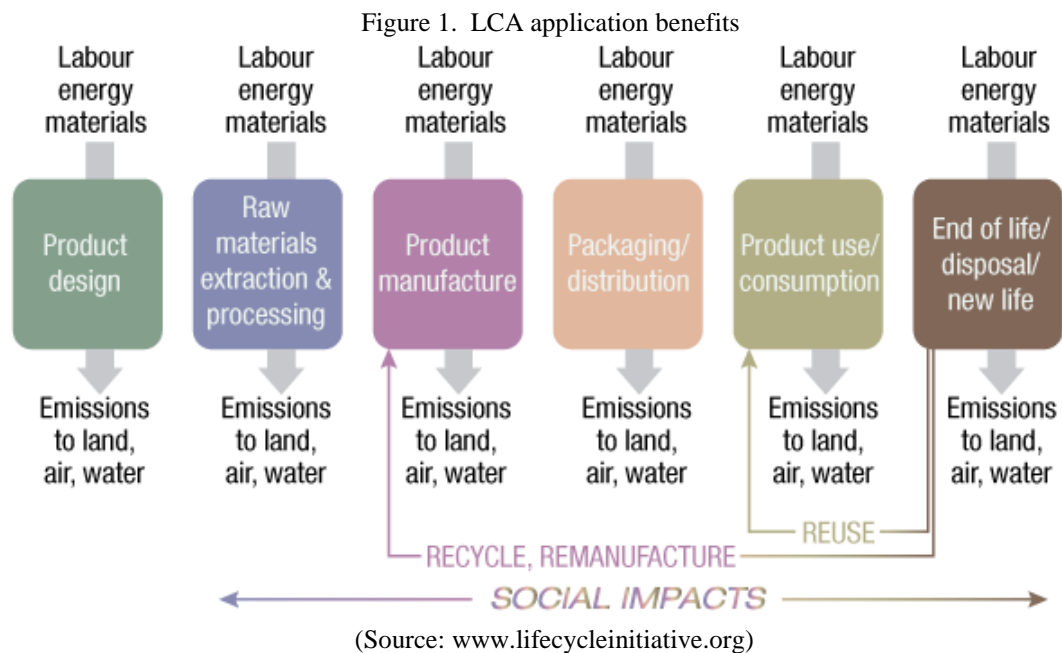 Figure 1. LCA application benefits
Labour
energy
materials
Labour
energy
materials
Labour
energy
materials
Labour
energy
materials
Labour
energy
materials
Labour
energy
materials
Product
design
Raw
materials
extraction &
processing
Product
manufacture
Packaging/
distribution
Product use/
consumption
End of life/
disposal/
new life
Emissions
to land,
air, water
Emissions
to land,
air, water
Emissions
to land,
air, water
Emissions
to land,
air, water
Emissions
to land,
air, water
Emissions
to land,
air, water
REUSE
RECYCLE, REMANUFACTURE
SOCIAL IMPACTS
(Source: www.lifecycleinitiative.org)